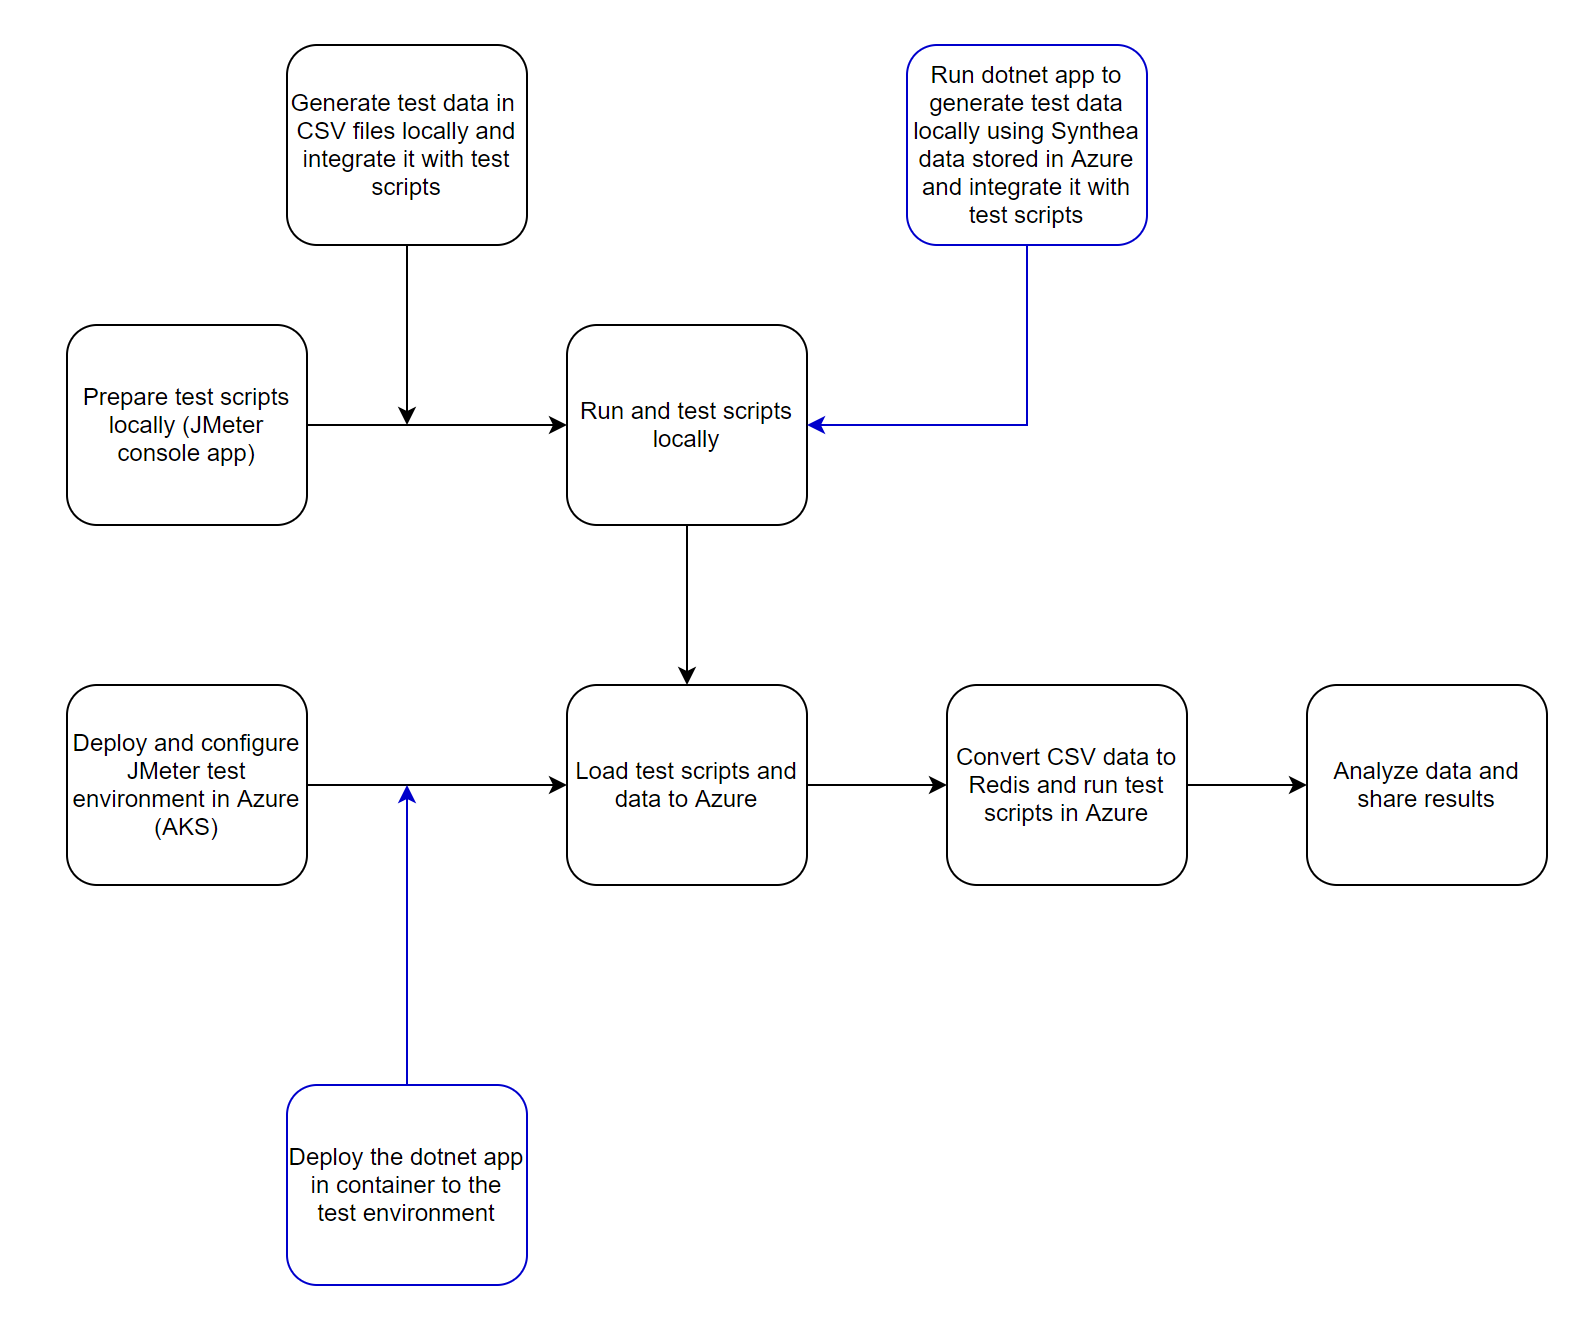 Generate test data in
CSV files locally and
integrate it with test
scripts
Run dotnet app to
generate test data
locally using Synthea
data stored in Azure
and integrate it with
test scripts
Prepare test scripts
locally (JMeter
console app)
Run and test scripts
locally
Deploy and configure
JMeter test
environment in Azure
(AKS)
Load test scripts and
data to Azure
Convert CSV data to
Redis and run test
scripts in Azure
Analyze data and
share results
Deploy the dotnet app
in container to the
test environment